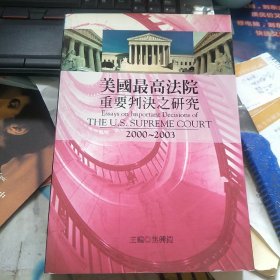 美國最高法院
重要判決之研究
Essays on Important Decisions of
THE U.S. SUPREME COURT
2000~2003
主編◎焦興鎧